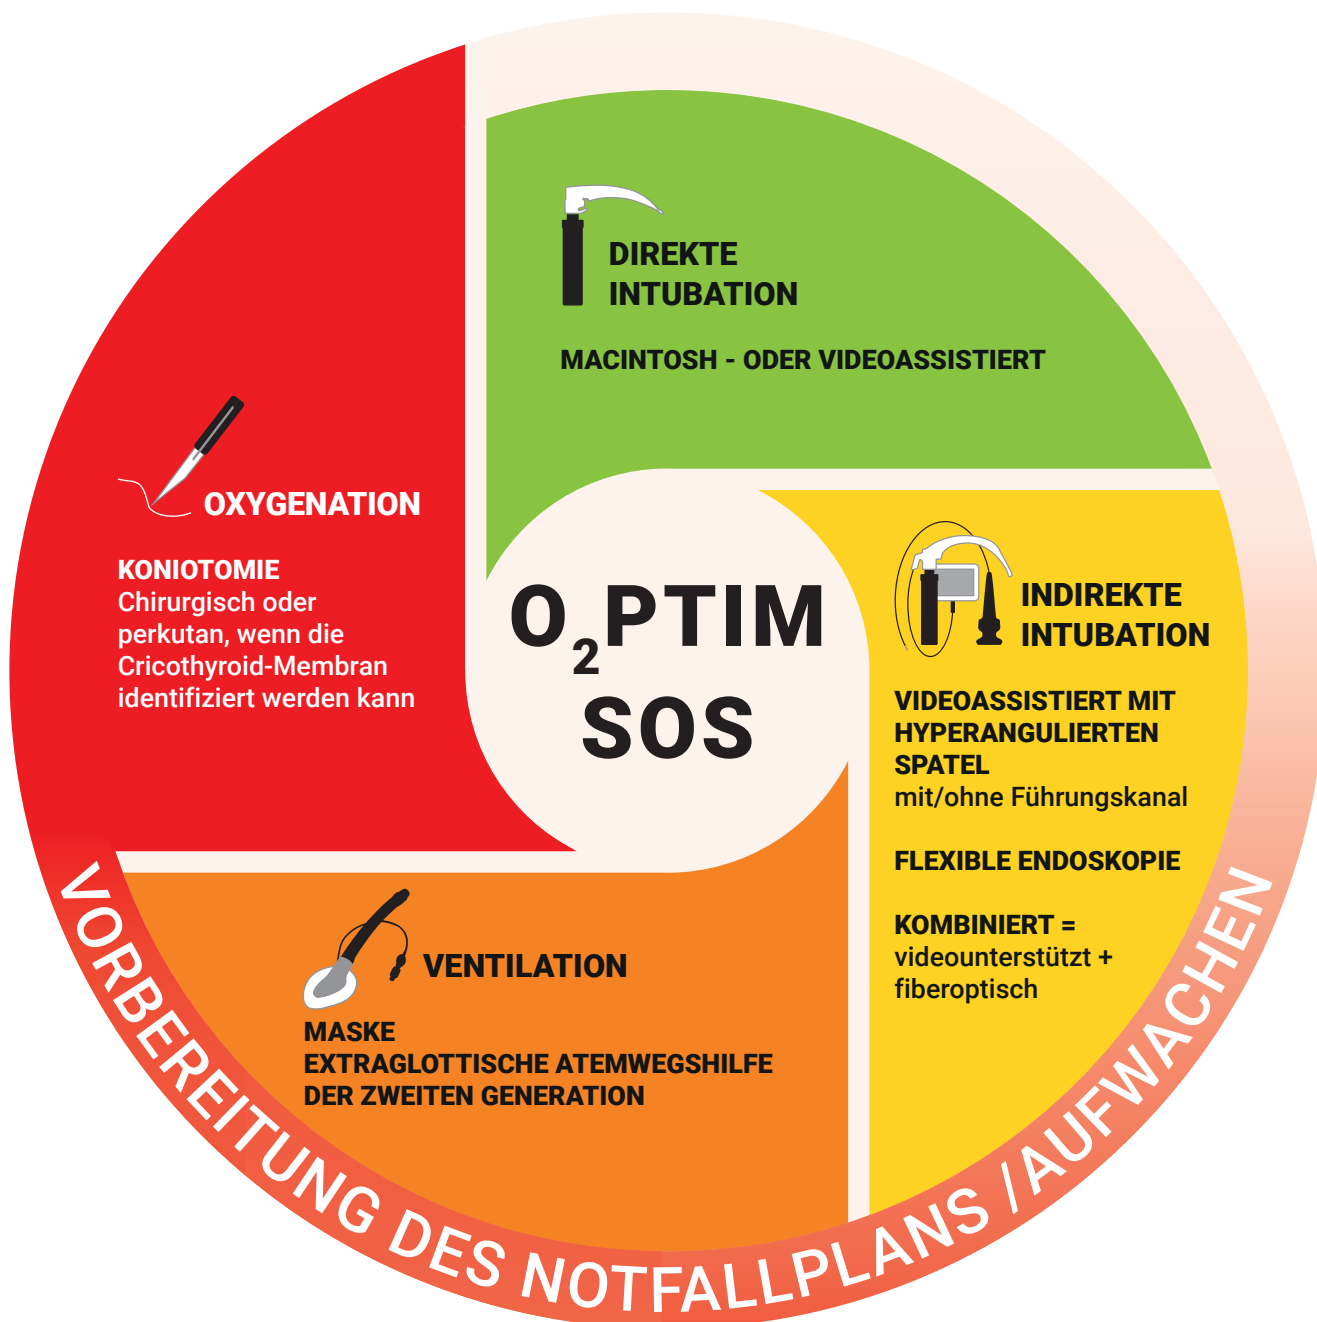 DIREKTE
INTUBATION
MACINTOSH - ODER VIDEOASSISTIERT
OXYGENATION
KONIOTOMIE
Chirurgisch oder
perkutan, wenn die
Cricothyroid-Membran
identifiziert werden kann
O₂PTIM
SOS
INDIREKTE
INTUBATION
VIDEOASSISTIERT MIT
HYPERANGULIERTEN
SPATEL
mit/ohne Führungskanal
FLEXIBLE ENDOSKOPIE
KOMBINIERT =
videounterstützt +
fiberoptisch
VENTILATION
MASKE
EXTRAGLOTTISCHE ATEMWEGSHILFE
DER ZWEITEN GENERATION
VORBEREITUNG DES NOTFALLPLANS /AUFWACHEN